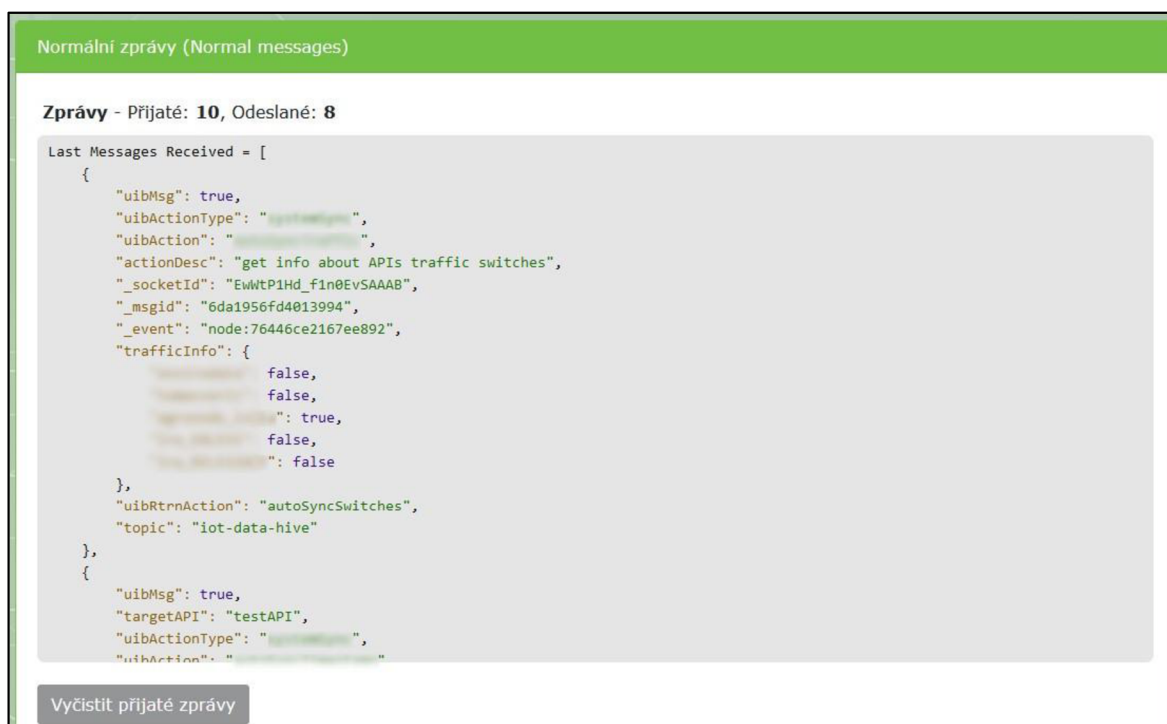 Normální zprávy (Normal messages)
Zprávy - Přijaté: 10, Odeslané: 8
Last Messages Received = [
{
"uibMsg": true,
"uibActionType": " ",
"uibAction": " ",
"actionDesc": "get info about APIs traffic switches",
"_socketId": "EwWtP1Hd_f1n0EvSAAAB",
"_msgid": "6da1956fd4013994",
"_event": "node:76446ce2167ee892",
"trafficInfo": {
false,
false,
": true,
false,
": false
},
"uibRtrnAction": "autoSyncSwitches",
"topic": "iot-data-hive"
},
{
"uibMsg": true,
"targetAPI": "testAPI",
"uibActionType": " ",
"uibAction": " "
Vyčistit přijaté zprávy